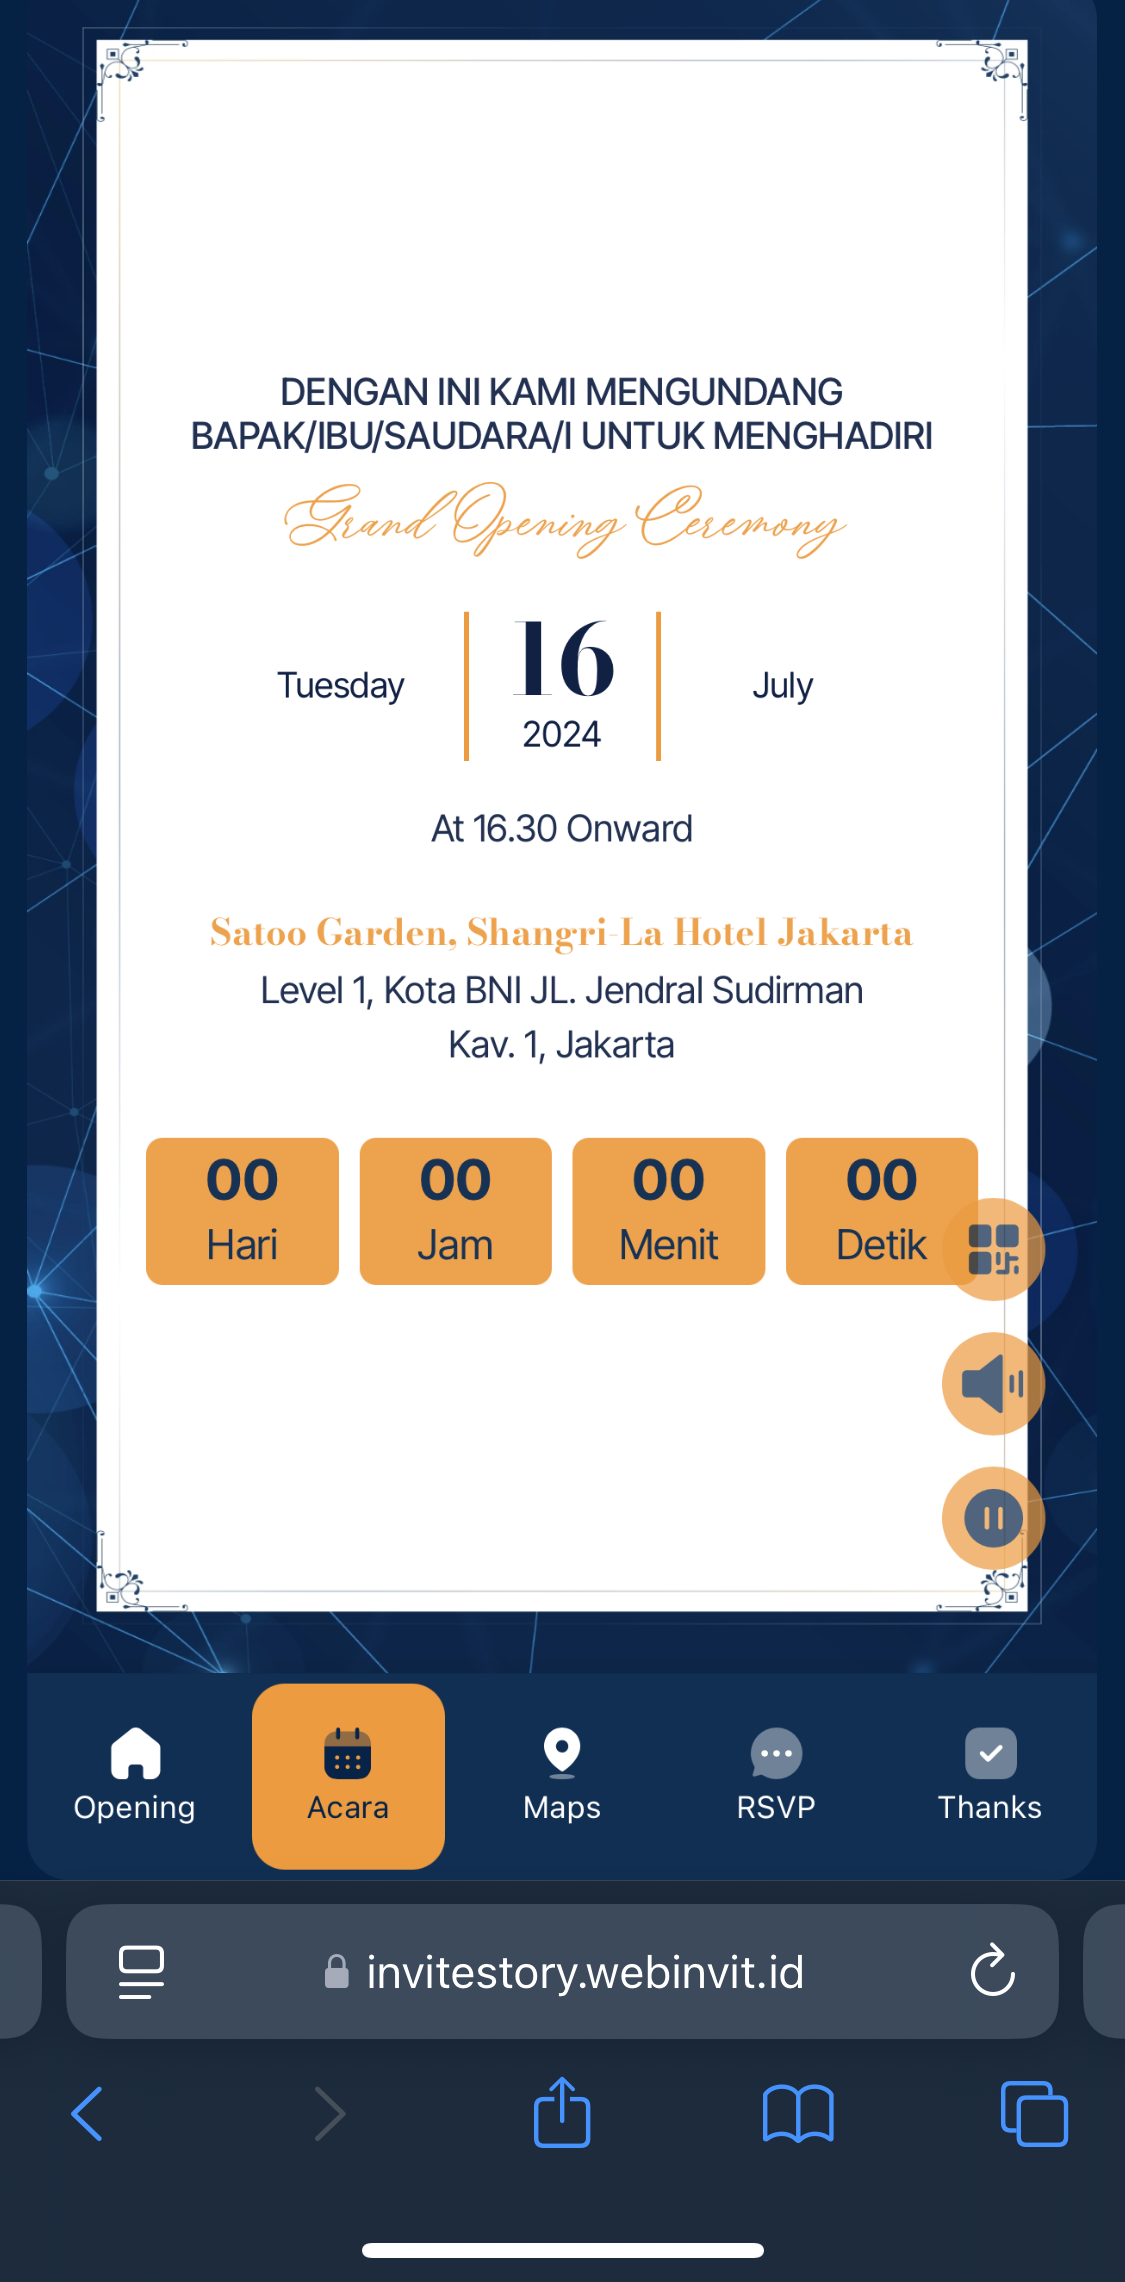 DENGAN INI KAMI MENGUNDANG
BAPAK/IBU/SAUDARA/I UNTUK MENGHADIRI
Grand Opening Ceremony
Tuesday
16
2024
July
At 16.30 Onward
Satoo Garden, Shangri-La Hotel Jakarta
Level 1, Kota BNI JL. Jendral Sudirman
Kav. 1, Jakarta
00 00 00 00
Hari Jam Menit Detik
Opening Acara Maps RSVP Thanks
invitestory.webinvit.id